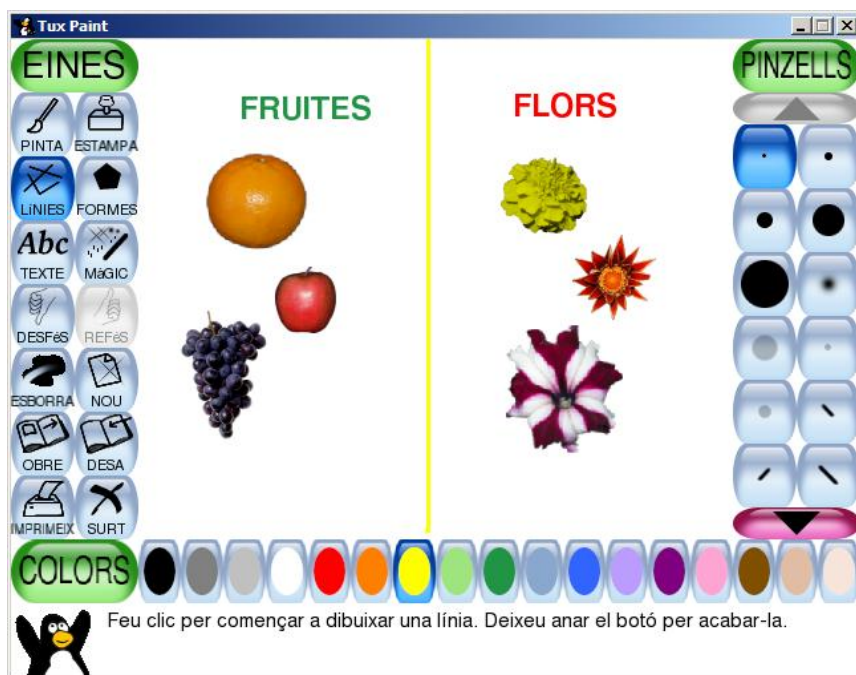 Tux Paint
EINES
PINZELLS
FRUITES
FLORS
PINTA
ESTAMPA
LíNIES
FORMES
Abc
TEXTE
MàGIC
DESFéS
REFéS
ESBORRA
NOU
OBRE
DESA
IMPRIMEIX
SURT
COLORS
Feu clic per començar a dibuixar una línia. Deixeu anar el botó per acabar-la.